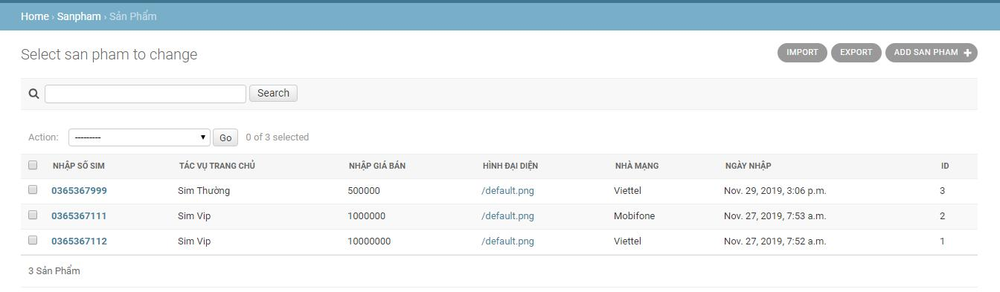 Home › Sanpham › Sản Phẩm
Select san pham to change
IMPORT EXPORT ADD SAN PHAM +
Search
Action: --------- Go 0 of 3 selected
NHẬP SỐ SIM TÁC VỤ TRANG CHỦ NHẬP GIÁ BÁN HÌNH ĐẠI DIỆN NHÀ MẠNG NGÀY NHẬP ID
0365367999 Sim Thường 500000 /default.png Viettel Nov. 29, 2019, 3:06 p.m. 3
0365367111 Sim Vip 1000000 /default.png Mobifone Nov. 27, 2019, 7:53 a.m. 2
0365367112 Sim Vip 10000000 /default.png Viettel Nov. 27, 2019, 7:52 a.m. 1
3 Sản Phẩm